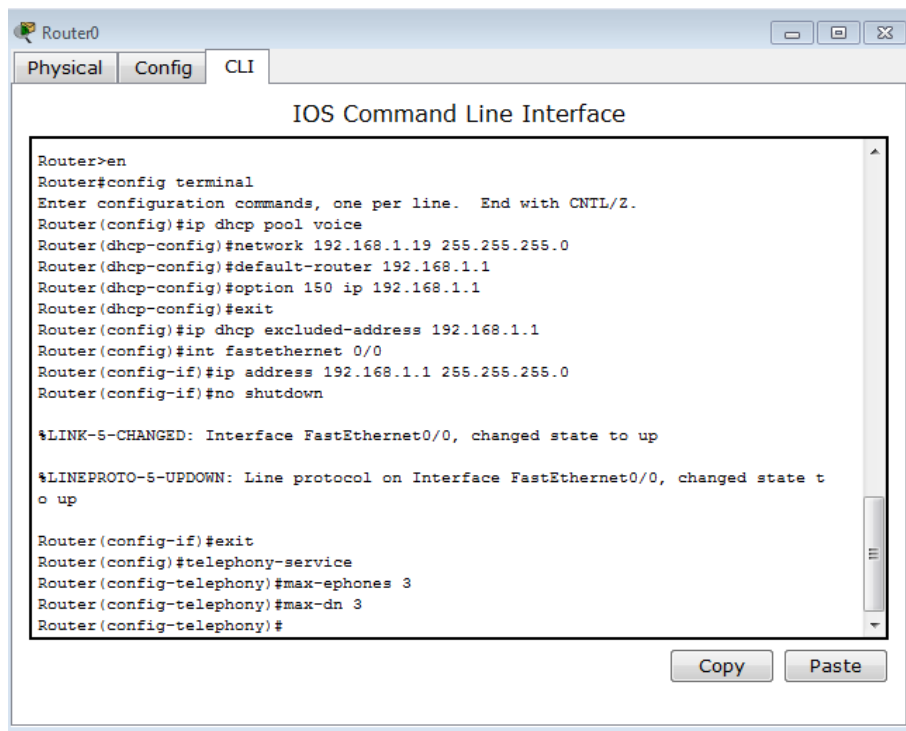 Router0
Physical Config CLI
IOS Command Line Interface
Router>en
Router#config terminal
Enter configuration commands, one per line.  End with CNTL/Z.
Router(config)#ip dhcp pool voice
Router(dhcp-config)#network 192.168.1.19 255.255.255.0
Router(dhcp-config)#default-router 192.168.1.1
Router(dhcp-config)#option 150 ip 192.168.1.1
Router(dhcp-config)#exit
Router(config)#ip dhcp excluded-address 192.168.1.1
Router(config)#int fastethernet 0/0
Router(config-if)#ip address 192.168.1.1 255.255.255.0
Router(config-if)#no shutdown
%LINK-5-CHANGED: Interface FastEthernet0/0, changed state to up
%LINEPROTO-5-UPDOWN: Line protocol on Interface FastEthernet0/0, changed state t
o up
Router(config-if)#exit
Router(config)#telephony-service
Router(config-telephony)#max-ephones 3
Router(config-telephony)#max-dn 3
Router(config-telephony)#
Copy Paste